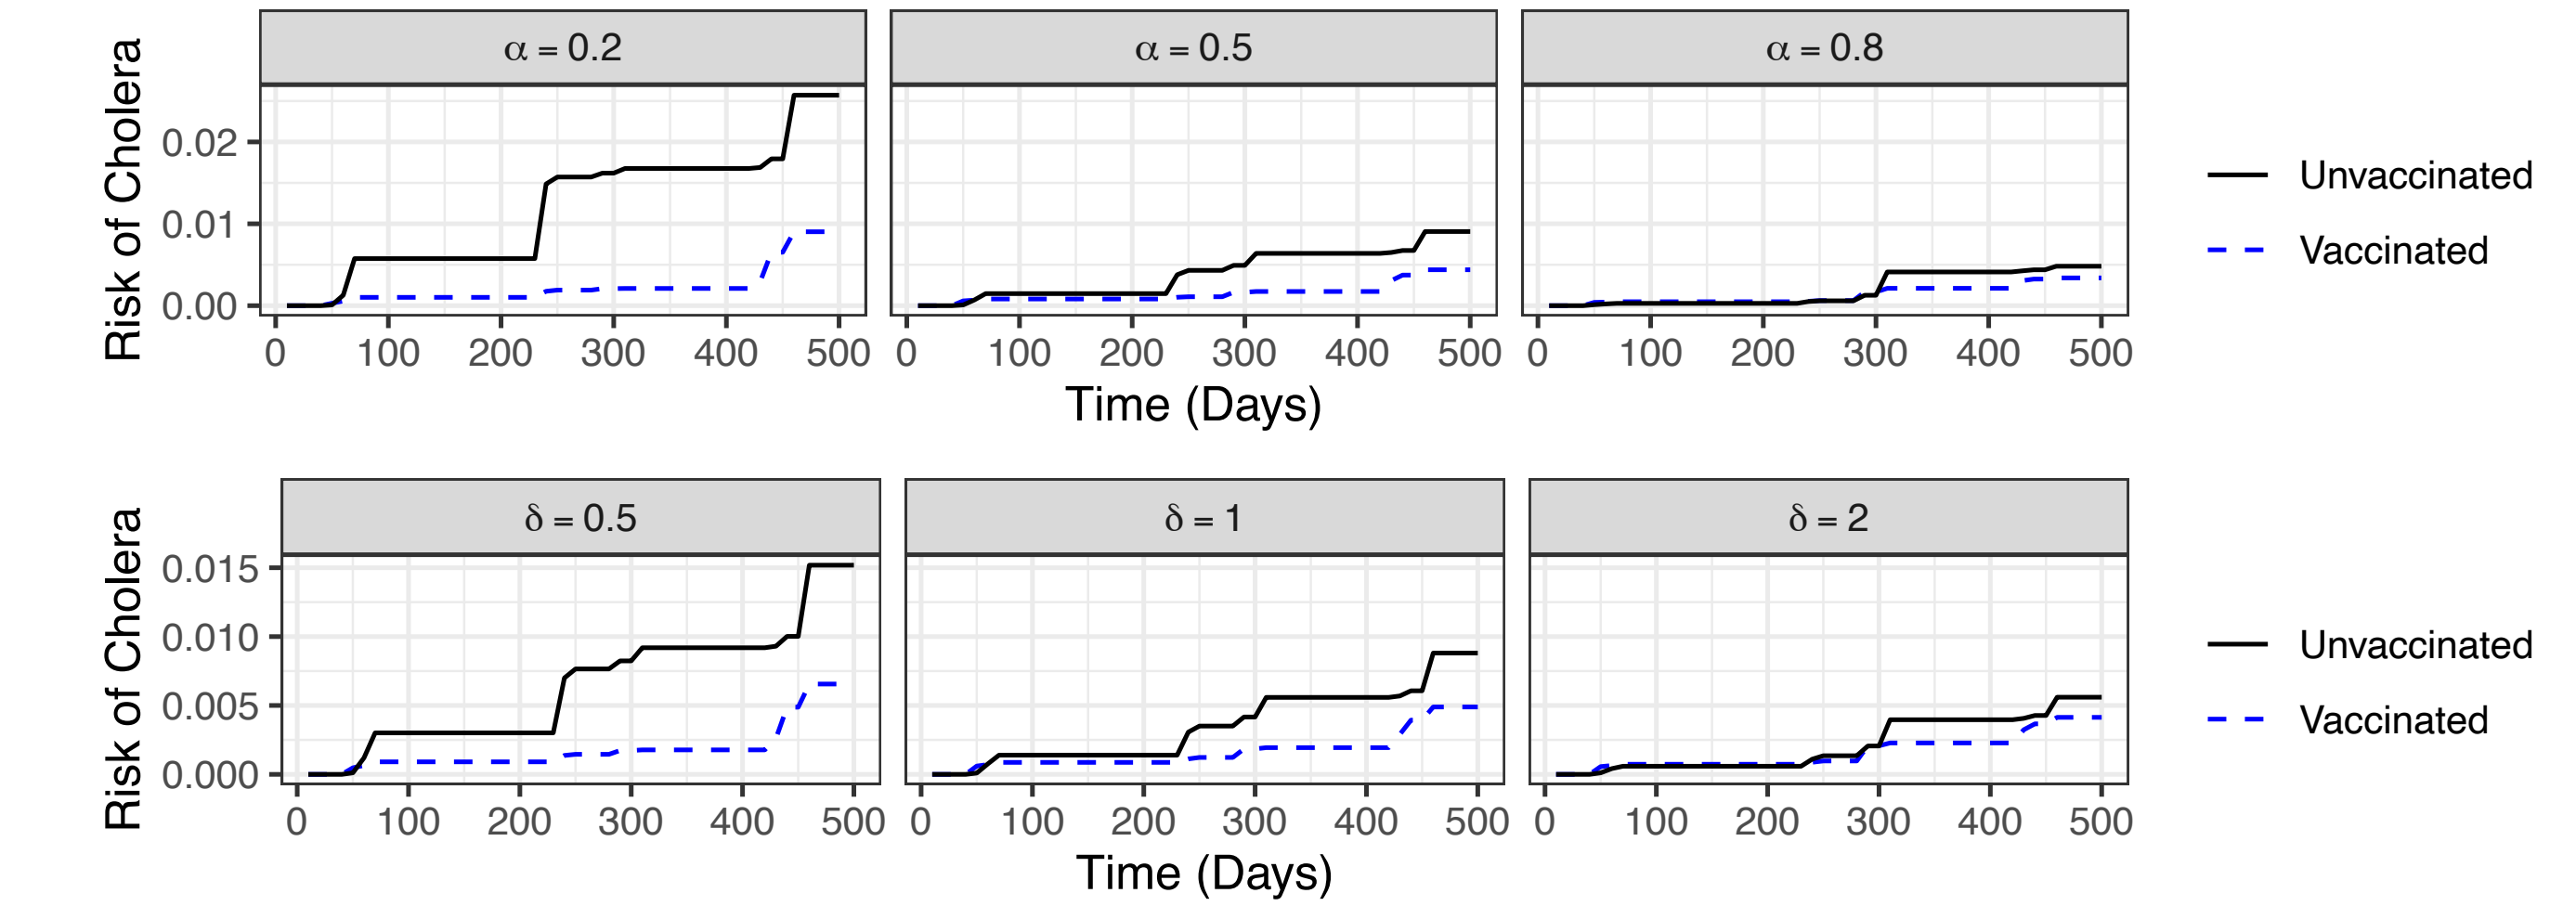 α = 0.2 α = 0.5 α = 0.8
Risk of Cholera
0.02
0.01
0.00
0 100 200 300 400 500 0 100 200 300 400 500 0 100 200 300 400 500
Time (Days)
Unvaccinated
Vaccinated
δ = 0.5 δ = 1 δ = 2
Risk of Cholera
0.015
0.010
0.005
0.000
0 100 200 300 400 500 0 100 200 300 400 500 0 100 200 300 400 500
Time (Days)
Unvaccinated
Vaccinated